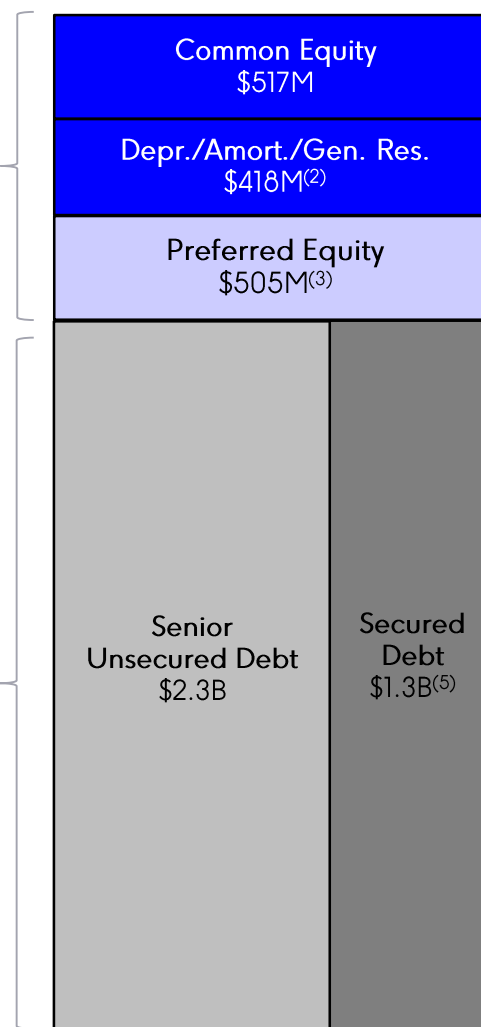 Common Equity
$517M
Depr./Amort./Gen. Res.
$418M(2)
Preferred Equity
$505M(3)
Senior
Unsecured Debt
$2.3B
Secured
Debt
$1.3B(5)